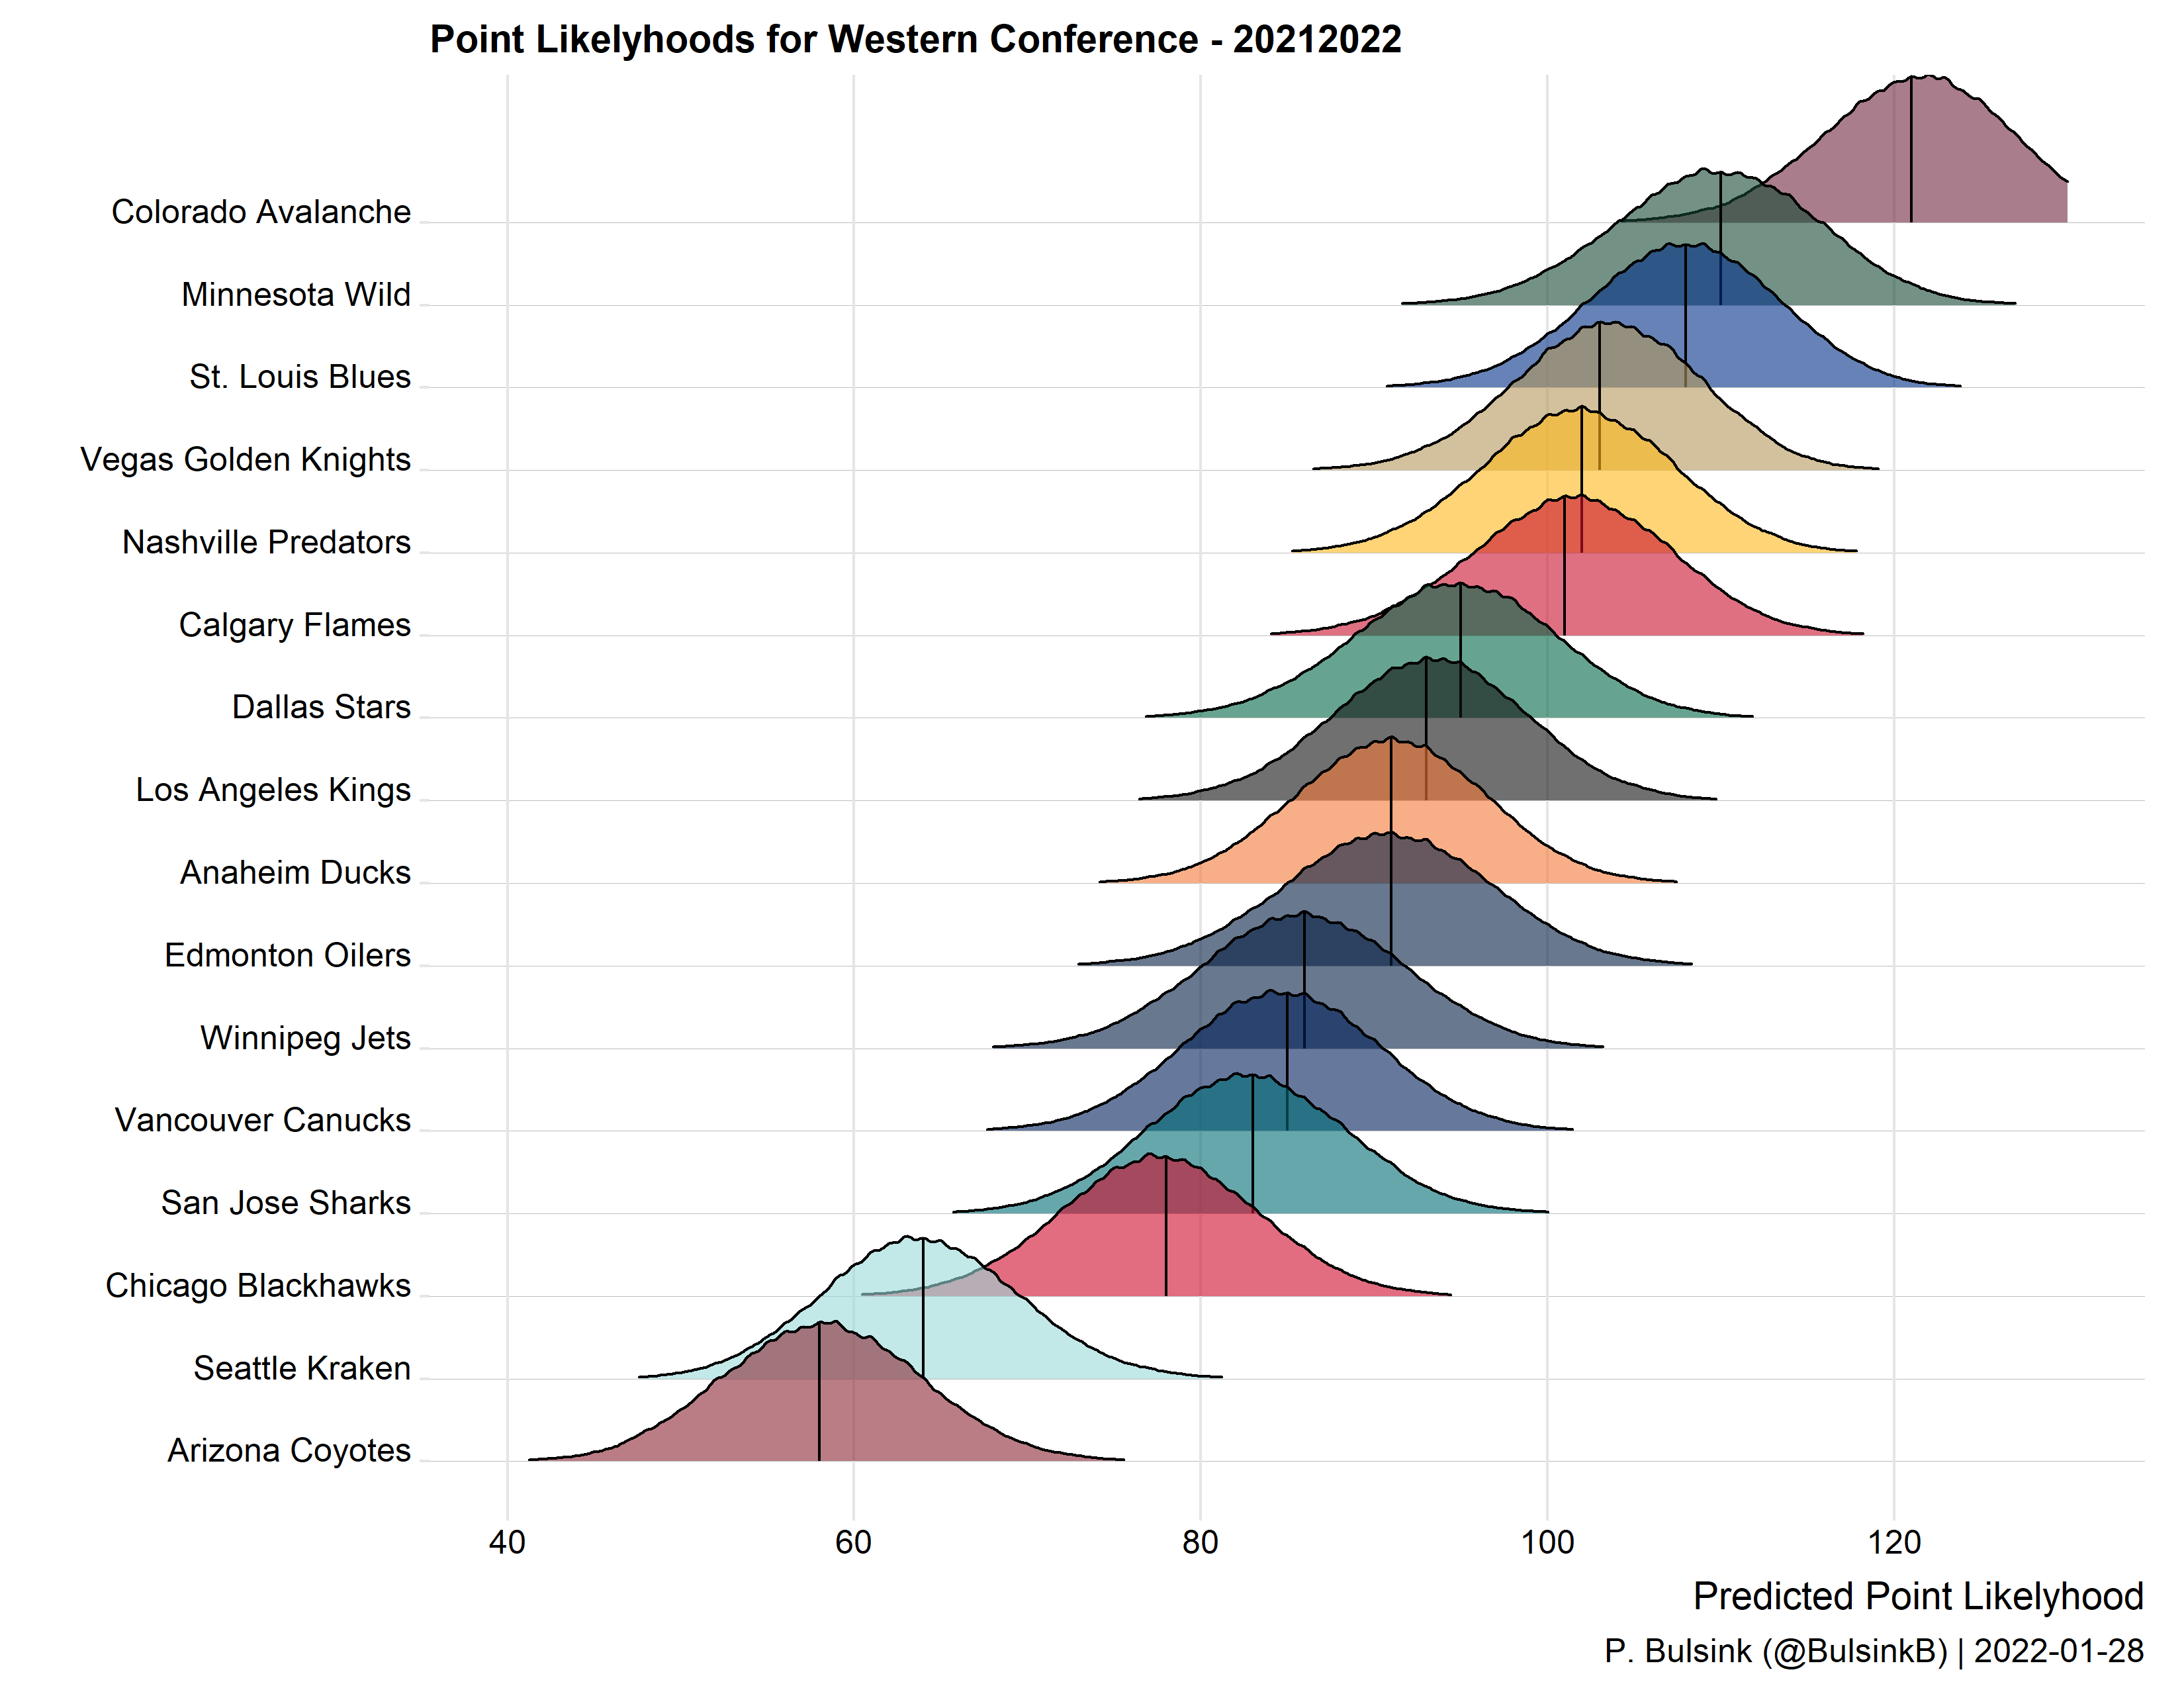 Point Likelyhoods for Western Conference - 20212022
Colorado Avalanche
Minnesota Wild
St. Louis Blues
Vegas Golden Knights
Nashville Predators
Calgary Flames
Dallas Stars
Los Angeles Kings
Anaheim Ducks
Edmonton Oilers
Winnipeg Jets
Vancouver Canucks
San Jose Sharks
Chicago Blackhawks
Seattle Kraken
Arizona Coyotes
40 60 80 100 120
Predicted Point Likelyhood
P. Bulsink (@BulsinkB) | 2022-01-28